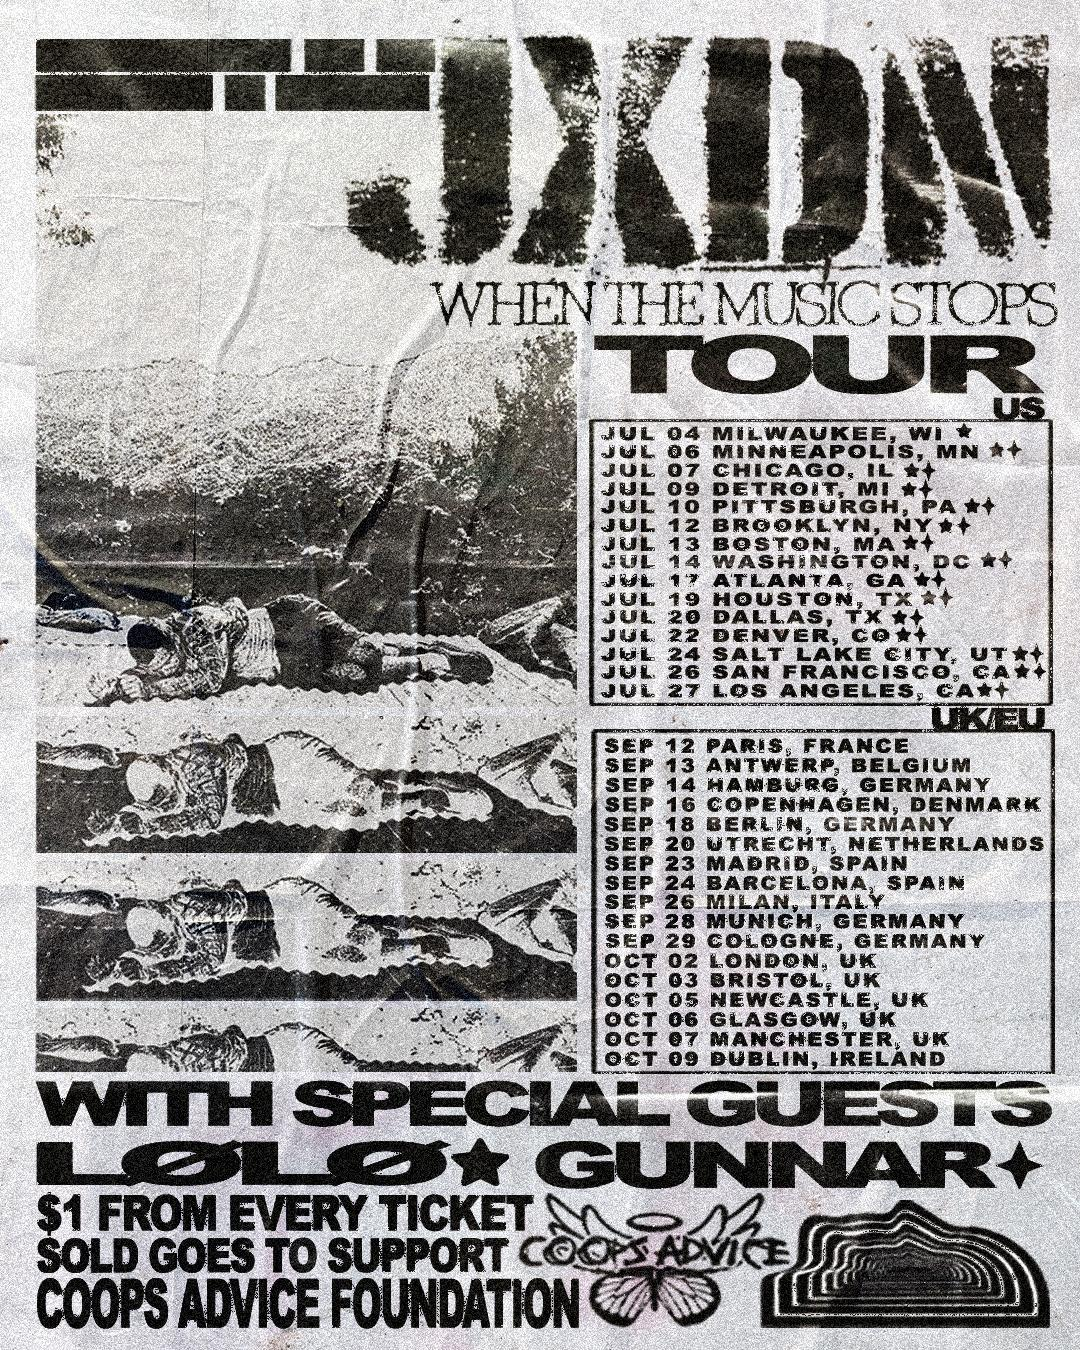 JXDN
WHEN THE MUSIC STOPS
TOUR
US
JUL 04 MILWAUKEE, WI ★
JUL 06 MINNEAPOLIS, MN ★✦
JUL 07 CHICAGO, IL ★✦
JUL 09 DETROIT, MI ★✦
JUL 10 PITTSBURGH, PA ★✦
JUL 12 BROOKLYN, NY ★✦
JUL 13 BOSTON, MA ★✦
JUL 14 WASHINGTON, DC ★✦
JUL 17 ATLANTA, GA ★✦
JUL 19 HOUSTON, TX ★✦
JUL 20 DALLAS, TX ★✦
JUL 22 DENVER, CO ★✦
JUL 24 SALT LAKE CITY, UT ★✦
JUL 26 SAN FRANCISCO, CA ★✦
JUL 27 LOS ANGELES, CA ★✦
UK/EU
SEP 12 PARIS, FRANCE
SEP 13 ANTWERP, BELGIUM
SEP 14 HAMBURG, GERMANY
SEP 16 COPENHAGEN, DENMARK
SEP 18 BERLIN, GERMANY
SEP 20 UTRECHT, NETHERLANDS
SEP 23 MADRID, SPAIN
SEP 24 BARCELONA, SPAIN
SEP 26 MILAN, ITALY
SEP 28 MUNICH, GERMANY
SEP 29 COLOGNE, GERMANY
OCT 02 LONDON, UK
OCT 03 BRISTOL, UK
OCT 05 NEWCASTLE, UK
OCT 06 GLASGOW, UK
OCT 07 MANCHESTER, UK
OCT 09 DUBLIN, IRELAND
WITH SPECIAL GUESTS
LØLØ★ GUNNAR✦
$1 FROM EVERY TICKET
SOLD GOES TO SUPPORT
COOPS ADVICE FOUNDATION
COOPS ADVICE